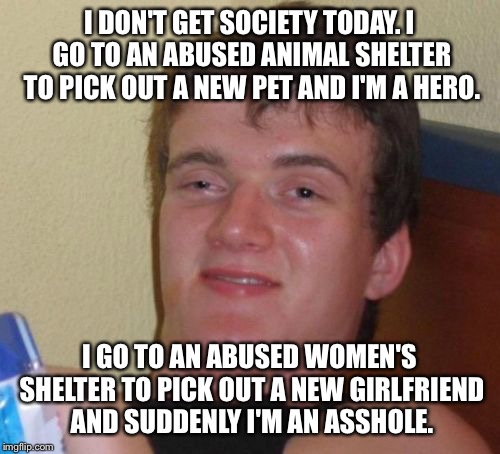 I DON'T GET SOCIETY TODAY. I
GO TO AN ABUSED ANIMAL SHELTER
TO PICK OUT A NEW PET AND I'M A HERO.
I GO TO AN ABUSED WOMEN'S
SHELTER TO PICK OUT A NEW GIRLFRIEND
AND SUDDENLY I'M AN ASSHOLE.
imgflip.com